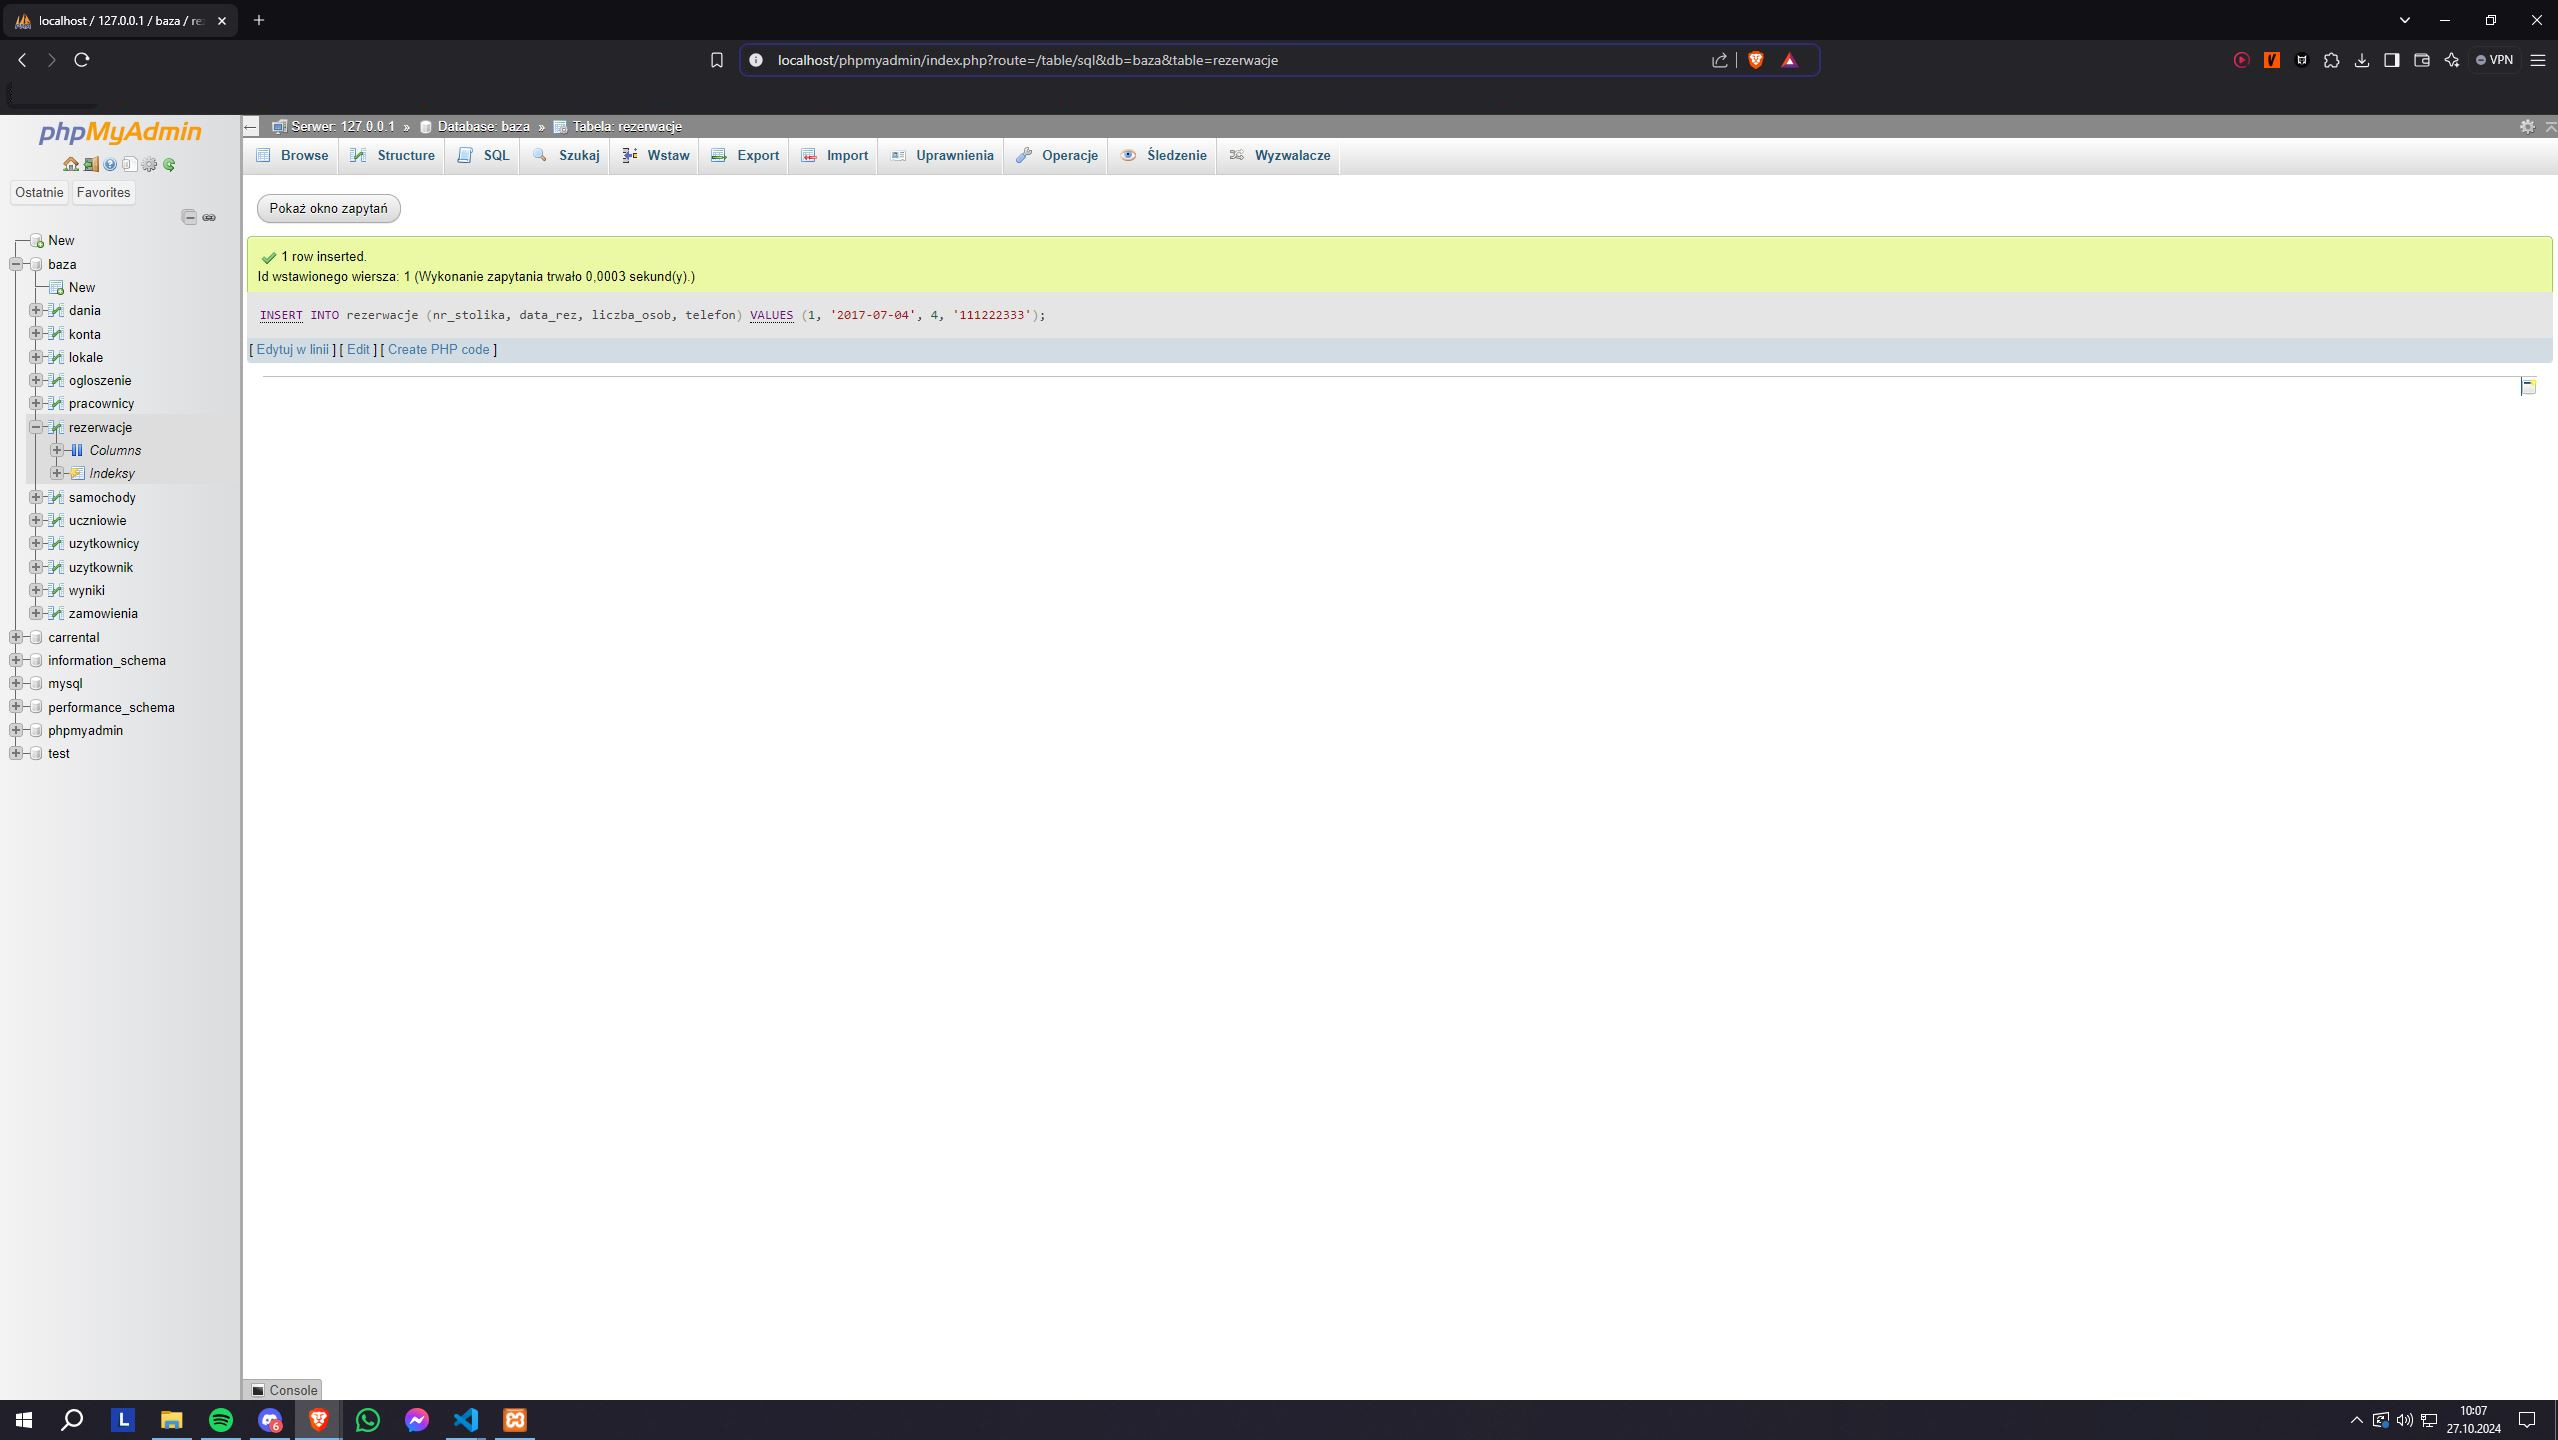 localhost / 127.0.0.1 / baza / re
localhost/phpmyadmin/index.php?route=/table/sql&db=baza&table=rezerwacje
VPN
phpMyAdmin
Ostatnie Favorites
New
baza
New
dania
konta
lokale
ogloszenie
pracownicy
rezerwacje
Columns
Indeksy
samochody
uczniowie
uzytkownicy
uzytkownik
wyniki
zamowienia
carrental
information_schema
mysql
performance_schema
phpmyadmin
test
Serwer: 127.0.0.1 » Database: baza » Tabela: rezerwacje
Browse Structure SQL Szukaj Wstaw Export Import Uprawnienia Operacje Śledzenie Wyzwalacze
Pokaż okno zapytań
1 row inserted.
Id wstawionego wiersza: 1 (Wykonanie zapytania trwało 0,0003 sekund(y).)
INSERT INTO rezerwacje (nr_stolika, data_rez, liczba_osob, telefon) VALUES (1, '2017-07-04', 4, '111222333');
[ Edytuj w linii ] [ Edit ] [ Create PHP code ]
Console
L
6
10:07
27.10.2024